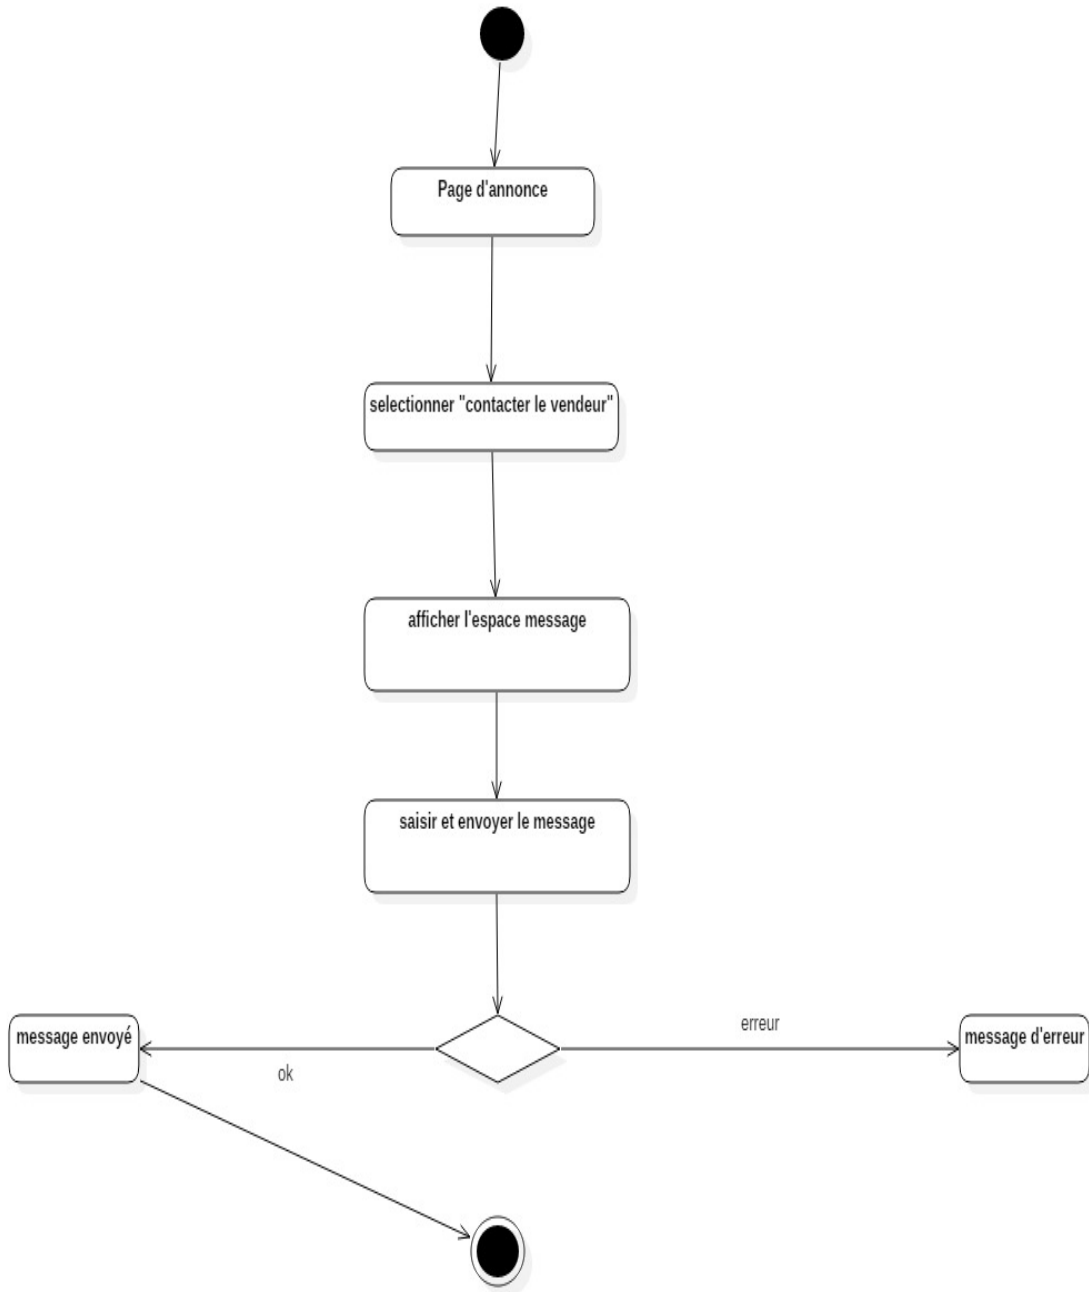 Page d'annonce
selectionner "contacter le vendeur"
afficher l'espace message
saisir et envoyer le message
message envoyé
ok
erreur
message d'erreur